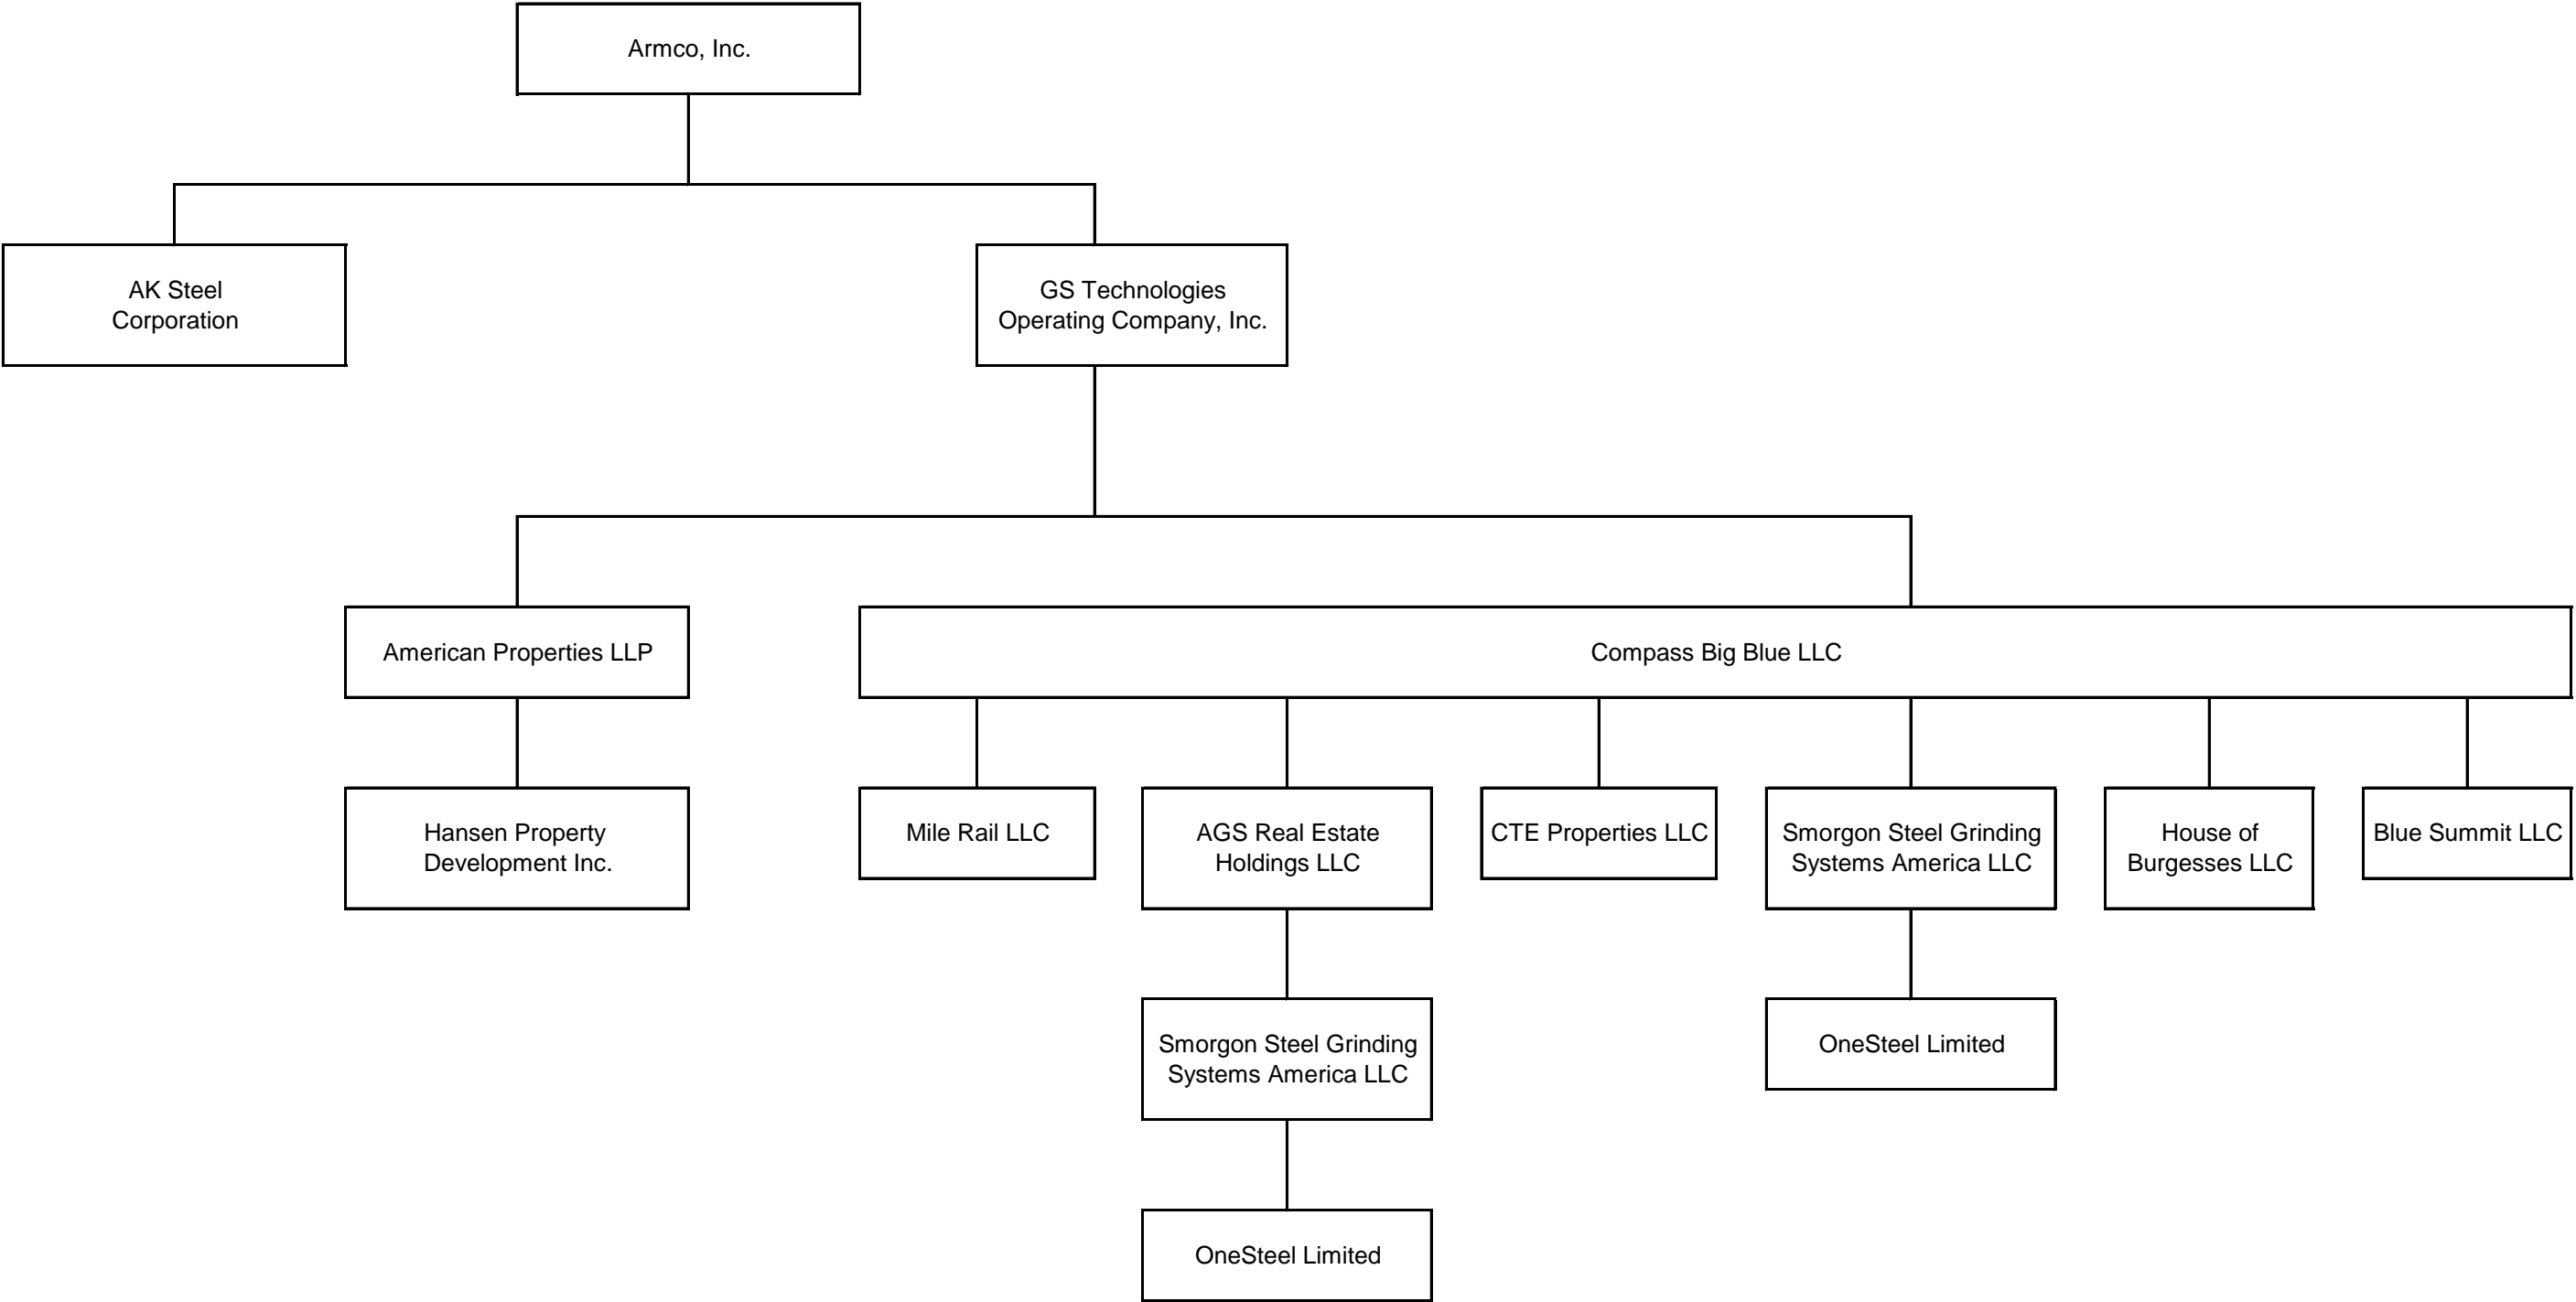 Armco, Inc.
AK Steel
Corporation
GS Technologies
Operating Company, Inc.
American Properties LLP
Compass Big Blue LLC
Hansen Property
Development Inc.
Mile Rail LLC
AGS Real Estate
Holdings LLC
CTE Properties LLC
Smorgon Steel Grinding
Systems America LLC
House of
Burgesses LLC
Blue Summit LLC
Smorgon Steel Grinding
Systems America LLC
OneSteel Limited
OneSteel Limited